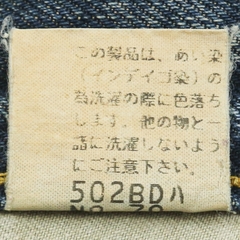 この製品は、あい染
(インディゴ染)の
為洗濯の際に色落ち
します。他の物と一
諸に洗濯しないよう
にご注意下さい。
502BDハ